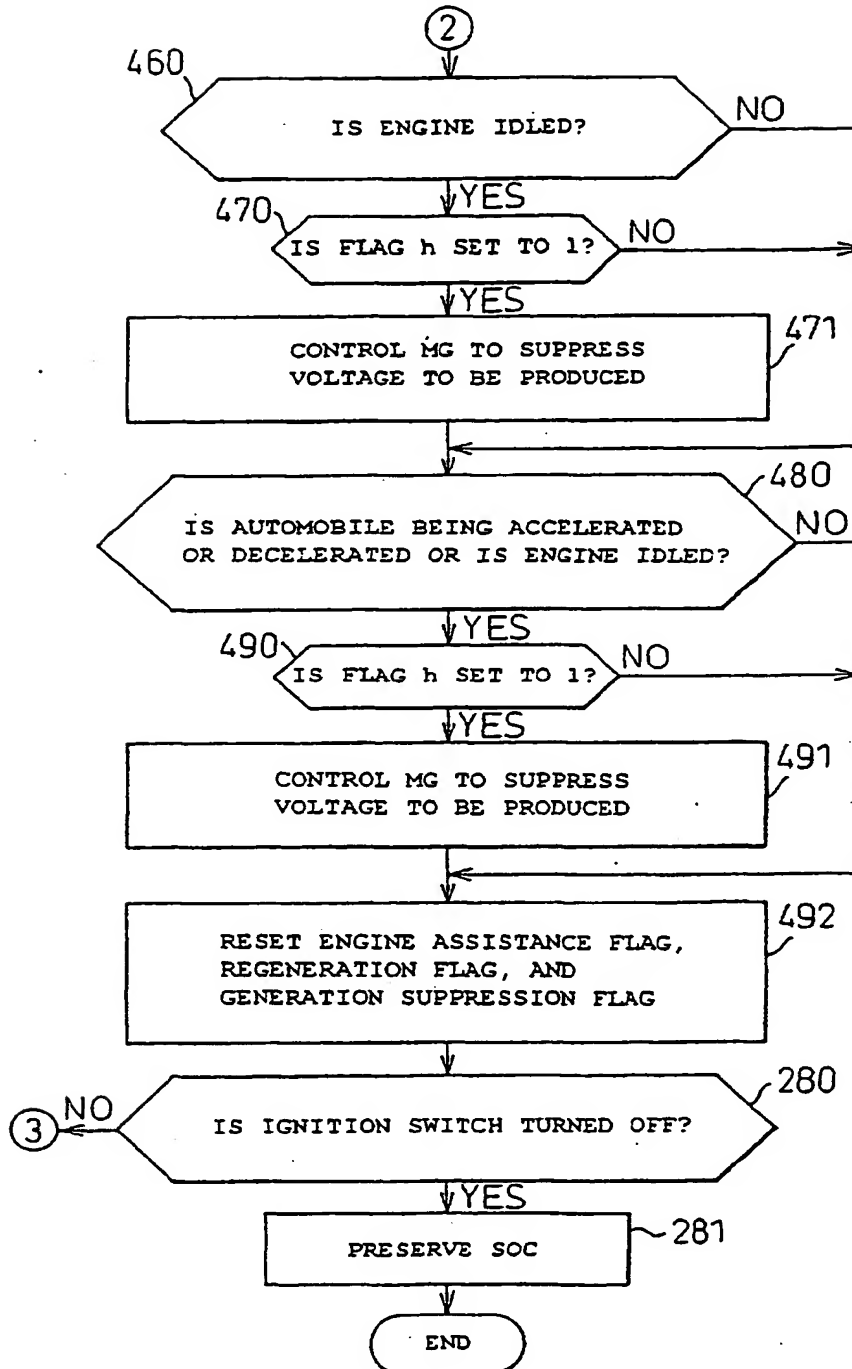 2
460
IS ENGINE IDLED?
NO
YES
470
IS FLAG h SET TO 1?
NO
YES
CONTROL MG TO SUPPRESS
VOLTAGE TO BE PRODUCED
471
480
IS AUTOMOBILE BEING ACCELERATED
OR DECELERATED OR IS ENGINE IDLED?
NO
YES
490
IS FLAG h SET TO 1?
NO
YES
CONTROL MG TO SUPPRESS
VOLTAGE TO BE PRODUCED
491
RESET ENGINE ASSISTANCE FLAG,
REGENERATION FLAG, AND
GENERATION SUPPRESSION FLAG
492
280
3
NO
IS IGNITION SWITCH TURNED OFF?
YES
PRESERVE SOC
281
END